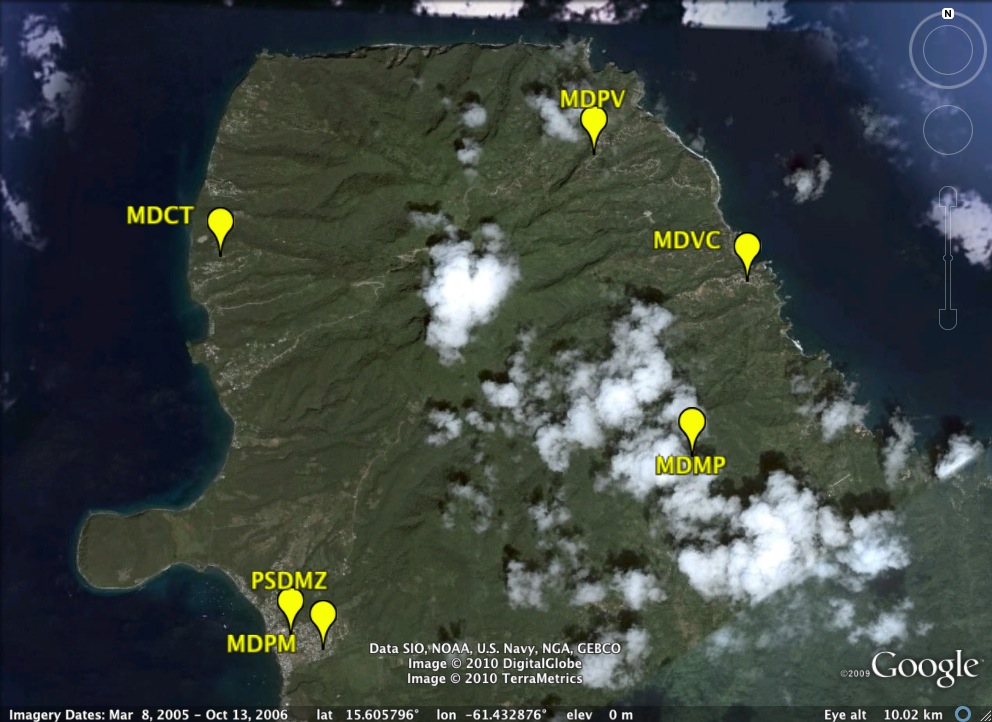 N
MDPV
MDCT
MDVC
MDMP
PSDMZ
MDPM
Data SIO, NOAA, U.S. Navy, NGA, GEBCO
Image © 2010 DigitalGlobe
Image © 2010 TerraMetrics
©2009 Google
Imagery Dates: Mar 8, 2005 - Oct 13, 2006 lat 15.605796° lon -61.432876° elev 0 m Eye alt 10.02 km